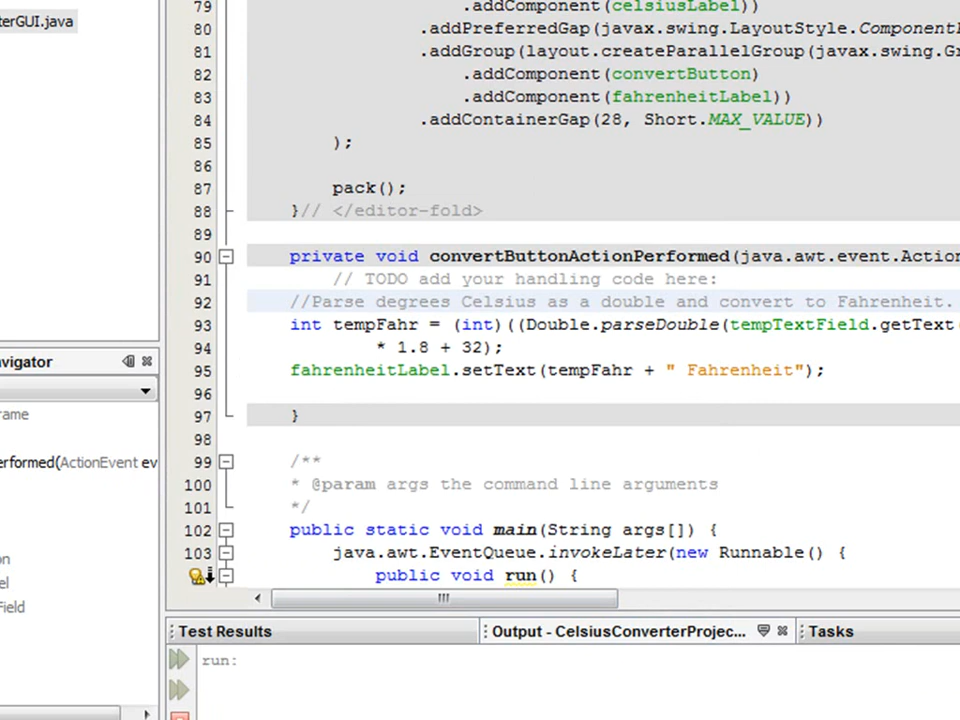 erGUI.java
79 .addComponent(celsiusLabel))
80 .addPreferredGap(javax.swing.LayoutStyle.Component
81 .addGroup(layout.createParallelGroup(javax.swing.G
82 .addComponent(convertButton)
83 .addComponent(fahrenheitLabel))
84 .addContainerGap(28, Short.MAX_VALUE))
85 );
86
87 pack();
88 }// </editor-fold>
89
90 private void convertButtonActionPerformed(java.awt.event.Action
91 // TODO add your handling code here:
92 //Parse degrees Celsius as a double and convert to Fahrenheit.
93 int tempFahr = (int)((Double.parseDouble(tempTextField.getText(
94 * 1.8 + 32);
95 fahrenheitLabel.setText(tempFahr + " Fahrenheit");
96
97 }
98
99 /**
100 * @param args the command line arguments
101 */
102 public static void main(String args[]) {
103 java.awt.EventQueue.invokeLater(new Runnable() {
public void run() {
avigator
rame
erformed(ActionEvent ev
on
el
Field
Test Results
Output - CelsiusConverterProjec...
Tasks
run: